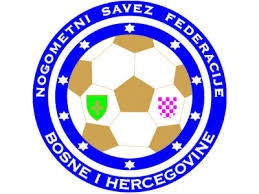 NOGOMETNI SAVEZ FEDERACIJE
BOSNE I HERCEGOVINE